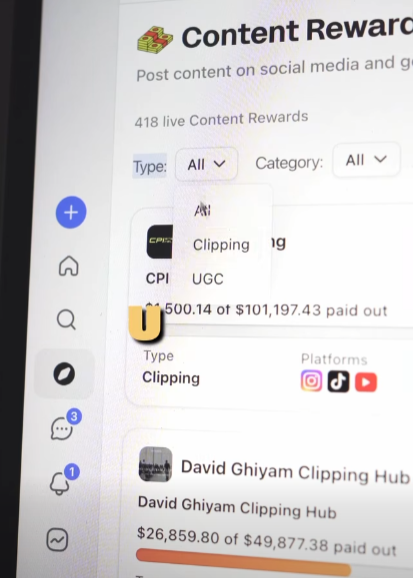 Content Reward
Post content on social media and g
418 live Content Rewards
Type: All Category: All
All
CPI
Clipping ng
CPI UGC
500.14 of $101,197.43 paid out
U
Type Platforms
Clipping
3
1
David Ghiyam Clipping Hub
David Ghiyam Clipping Hub
$26,859.80 of $49,877.38 paid out